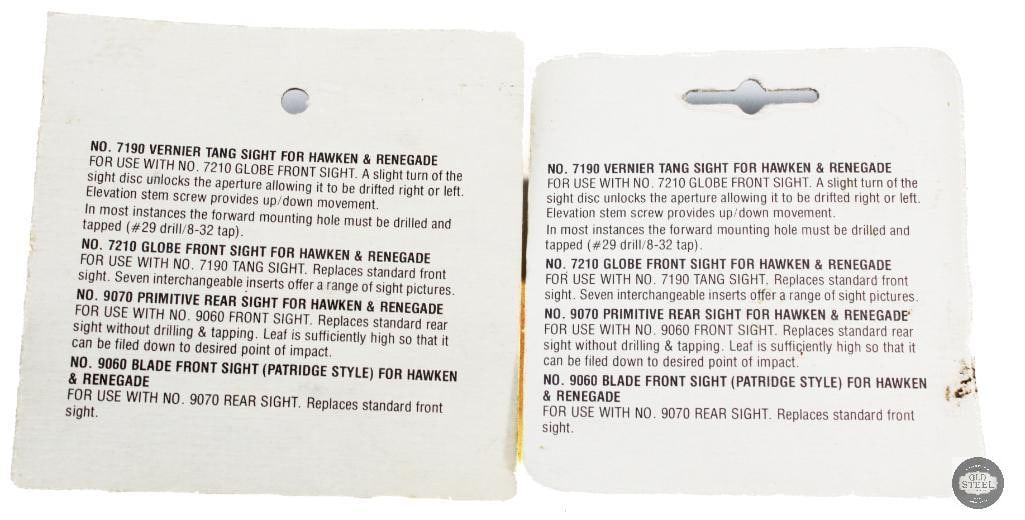 NO. 7190 VERNIER TANG SIGHT FOR HAWKEN & RENEGADE
FOR USE WITH NO. 7210 GLOBE FRONT SIGHT. A slight turn of the
sight disc unlocks the aperture allowing it to be drifted right or left.
Elevation stem screw provides up/down movement.
In most instances the forward mounting hole must be drilled and
tapped (#29 drill/8-32 tap).
NO. 7210 GLOBE FRONT SIGHT FOR HAWKEN & RENEGADE
FOR USE WITH NO. 7190 TANG SIGHT. Replaces standard front
sight. Seven interchangeable inserts offer a range of sight pictures.
NO. 9070 PRIMITIVE REAR SIGHT FOR HAWKEN & RENEGADE
FOR USE WITH NO. 9060 FRONT SIGHT. Replaces standard rear
sight without drilling & tapping. Leaf is sufficiently high so that it
can be filed down to desired point of impact.
NO. 9060 BLADE FRONT SIGHT (PATRIDGE STYLE) FOR HAWKEN
& RENEGADE
FOR USE WITH NO. 9070 REAR SIGHT. Replaces standard front
sight.
NO. 7190 VERNIER TANG SIGHT FOR HAWKEN & RENEGADE
FOR USE WITH NO. 7210 GLOBE FRONT SIGHT. A slight turn of the
sight disc unlocks the aperture allowing it to be drifted right or left.
Elevation stem screw provides up/down movement.
In most instances the forward mounting hole must be drilled and
tapped (#29 drill/8-32 tap).
NO. 7210 GLOBE FRONT SIGHT FOR HAWKEN & RENEGADE
FOR USE WITH NO. 7190 TANG SIGHT. Replaces standard front
sight. Seven interchangeable inserts offer a range of sight pictures.
NO. 9070 PRIMITIVE REAR SIGHT FOR HAWKEN & RENEGADE
FOR USE WITH NO. 9060 FRONT SIGHT. Replaces standard rear
sight without drilling & tapping. Leaf is sufficiently high so that it
can be filed down to desired point of impact.
NO. 9060 BLADE FRONT SIGHT (PATRIDGE STYLE) FOR HAWKEN
& RENEGADE
FOR USE WITH NO. 9070 REAR SIGHT. Replaces standard front
sight.
OLD
STEEL